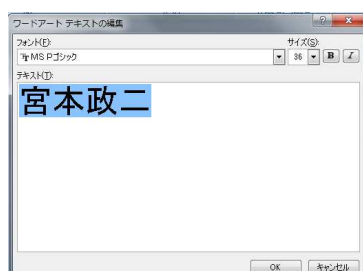 ワードアート テキストの編集
フォント(F): サイズ(S):
MS Pゴシック 36 B I
テキスト(T):
宮本政二
OK キャンセル